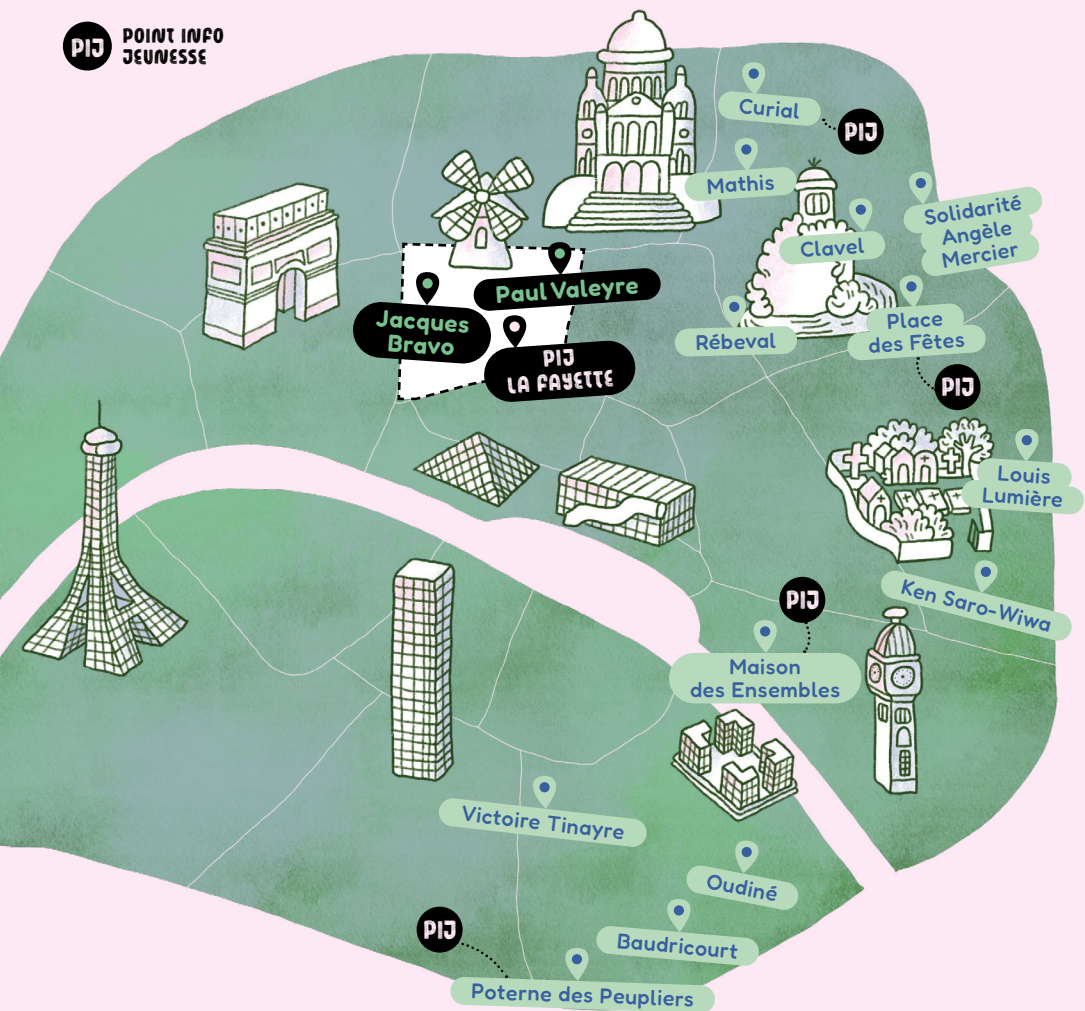 PIJ
POINT INFO
JEUNESSE
Curial
PIJ
Mathis
Solidarité
Angèle
Mercier
Clavel
Paul Valeyre
Jacques
Bravo
PIJ
LA FAYETTE
Rébeval
Place
des Fêtes
PIJ
Louis
Lumière
Ken Saro-Wiwa
PIJ
Maison
des Ensembles
Victoire Tinayre
Oudiné
Baudricourt
PIJ
Poterne des Peupliers